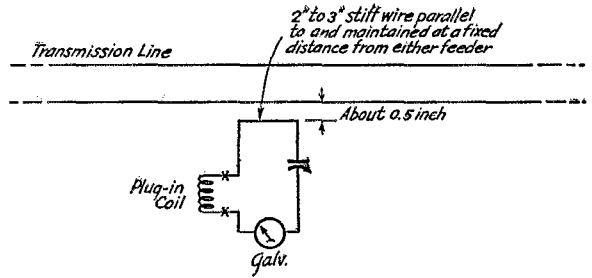 2" to 3" stiff wire parallel
to and maintained at a fixed
distance from either feeder
Transmission Line
About 0.5 inch
Plug-in
Coil
Galv.